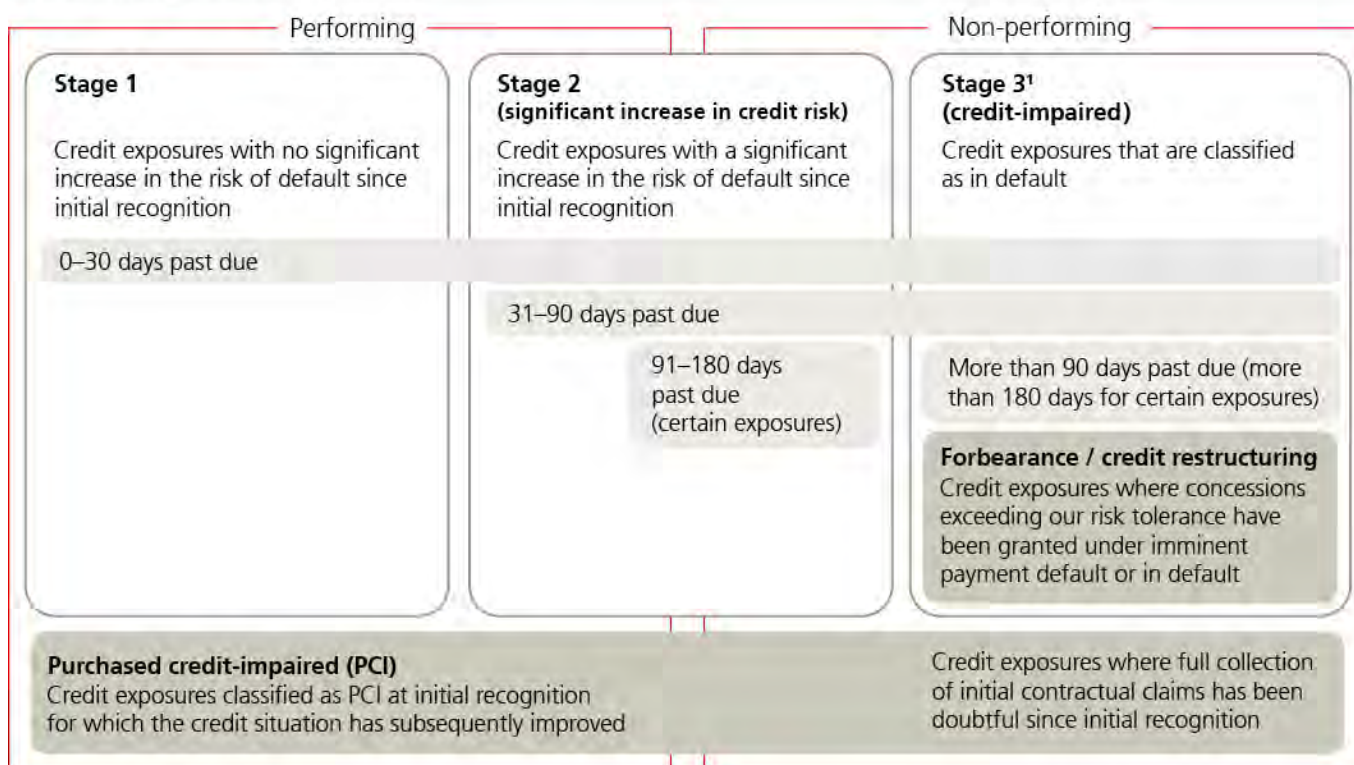 Performing
Non-performing
Stage 1
Credit exposures with no significant
increase in the risk of default since
initial recognition
Stage 2
(significant increase in credit risk)
Credit exposures with a significant
increase in the risk of default since
initial recognition
Stage 3¹
(credit-impaired)
Credit exposures that are classified
as in default
0–30 days past due
31–90 days past due
91–180 days
past due
(certain exposures)
More than 90 days past due (more
than 180 days for certain exposures)
Forbearance / credit restructuring
Credit exposures where concessions
exceeding our risk tolerance have
been granted under imminent
payment default or in default
Purchased credit-impaired (PCI)
Credit exposures classified as PCI at initial recognition
for which the credit situation has subsequently improved
Credit exposures where full collection
of initial contractual claims has been
doubtful since initial recognition